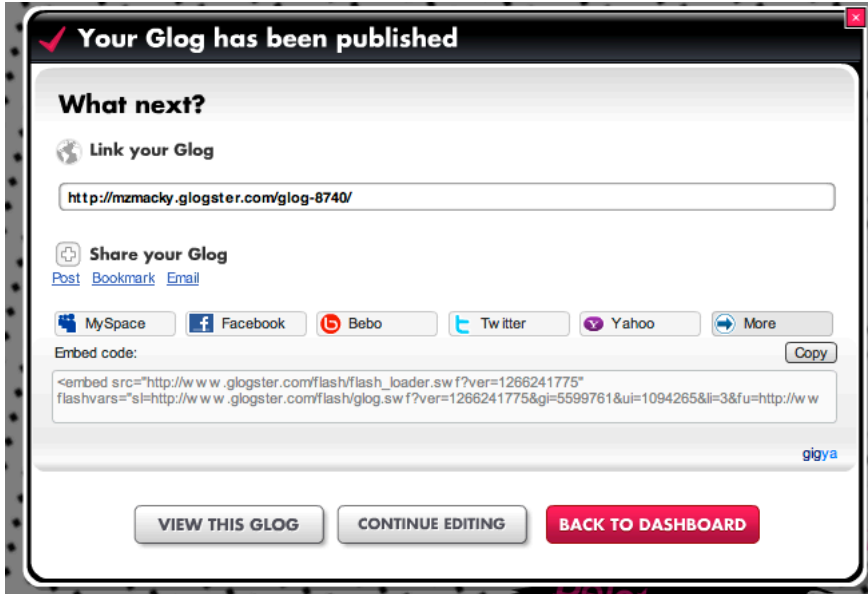 Your Glog has been published
What next?
Link your Glog
http://mzmacky.glogster.com/glog-8740/
Share your Glog
Post Bookmark Email
MySpace Facebook Bebo Twitter Yahoo More
Embed code: Copy
<embed src="http://www.glogster.com/flash/flash_loader.swf?ver=1266241775"
flashvars="sl=http://www.glogster.com/flash/glog.swf?ver=1266241775&gi=5599761&ui=1094265&li=3&fu=http://ww
gigya
VIEW THIS GLOG CONTINUE EDITING BACK TO DASHBOARD